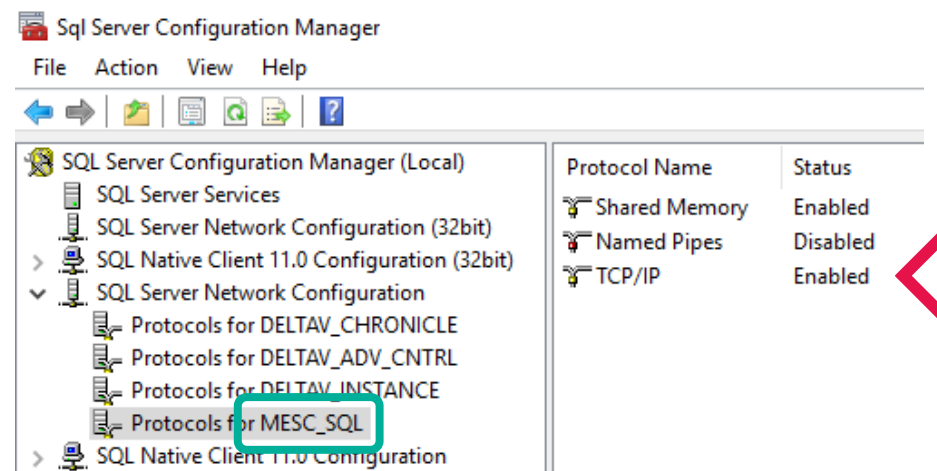 Sql Server Configuration Manager
File Action View Help
SQL Server Configuration Manager (Local)
SQL Server Services
SQL Server Network Configuration (32bit)
SQL Native Client 11.0 Configuration (32bit)
SQL Server Network Configuration
Protocols for DELTAV_CHRONICLE
Protocols for DELTAV_ADV_CNTRL
Protocols for DELTAV_INSTANCE
Protocols for MESC_SQL
SQL Native Client 11.0 Configuration
Protocol Name Status
Shared Memory Enabled
Named Pipes Disabled
TCP/IP Enabled